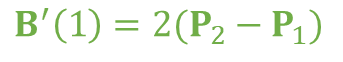 𝐁′(1) = 2(𝐏₂ − 𝐏₁)